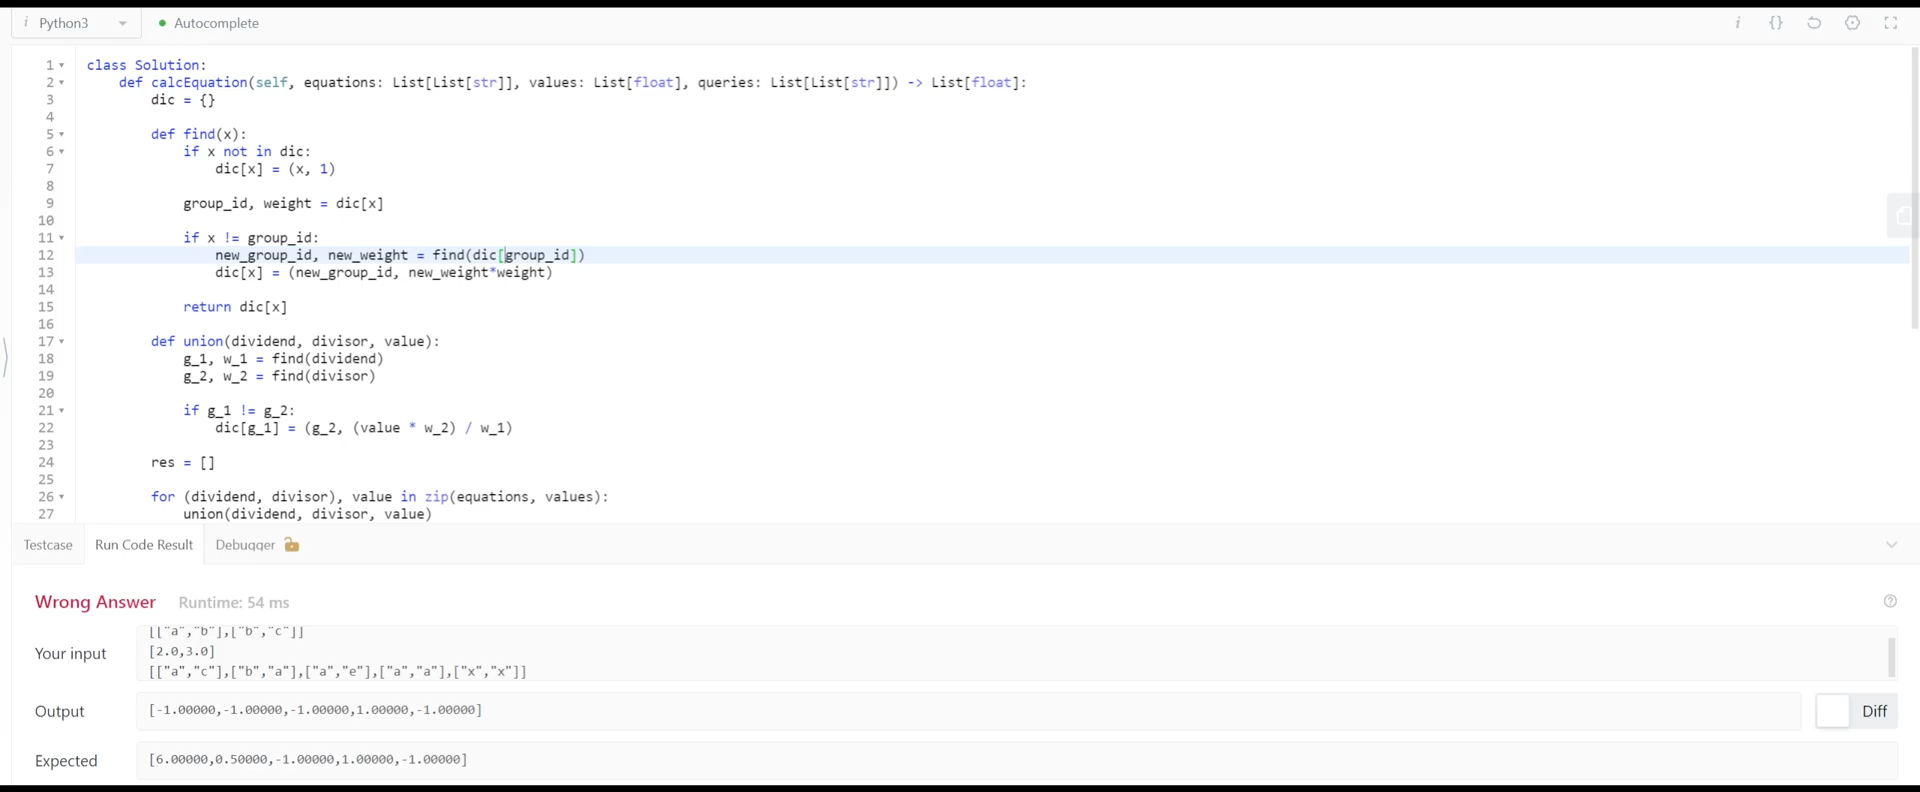 i Python3 Autocomplete i {}
1 class Solution:
2 def calcEquation(self, equations: List[List[str]], values: List[float], queries: List[List[str]]) -> List[float]:
3 dic = {}
4
5 def find(x):
6 if x not in dic:
7 dic[x] = (x, 1)
8
9 group_id, weight = dic[x]
10
11 if x != group_id:
12 new_group_id, new_weight = find(dic[group_id])
13 dic[x] = (new_group_id, new_weight*weight)
14
15 return dic[x]
16
17 def union(dividend, divisor, value):
18 g_1, w_1 = find(dividend)
19 g_2, w_2 = find(divisor)
20
21 if g_1 != g_2:
22 dic[g_1] = (g_2, (value * w_2) / w_1)
23
24 res = []
25
26 for (dividend, divisor), value in zip(equations, values):
27 union(dividend, divisor, value)
Testcase Run Code Result Debugger
Wrong Answer Runtime: 54 ms
[["a","b"],["b","c"]]
Your input [2.0,3.0]
[["a","c"],["b","a"],["a","e"],["a","a"],["x","x"]]
Output [-1.00000,-1.00000,-1.00000,1.00000,-1.00000] Diff
Expected [6.00000,0.50000,-1.00000,1.00000,-1.00000]